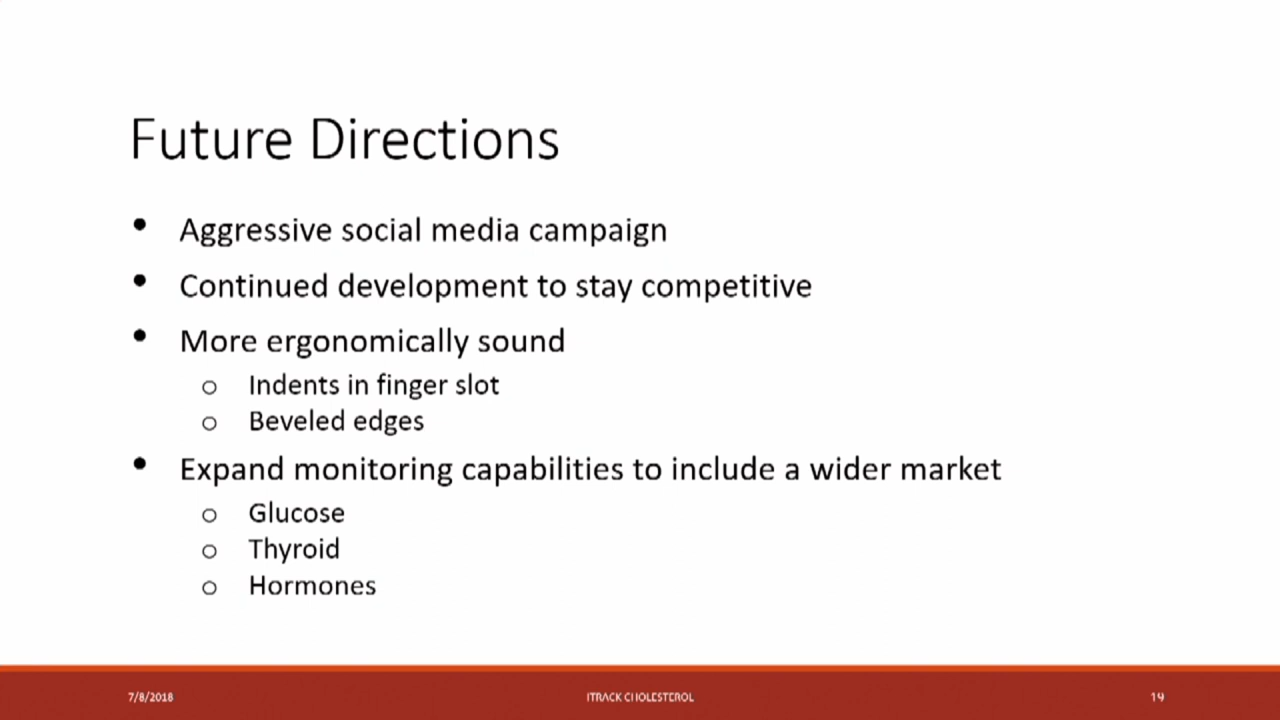 Future Directions
• Aggressive social media campaign
• Continued development to stay competitive
• More ergonomically sound
o Indents in finger slot
o Beveled edges
• Expand monitoring capabilities to include a wider market
o Glucose
o Thyroid
o Hormones
7/8/2018
ITRACK CHOLESTEROL
19